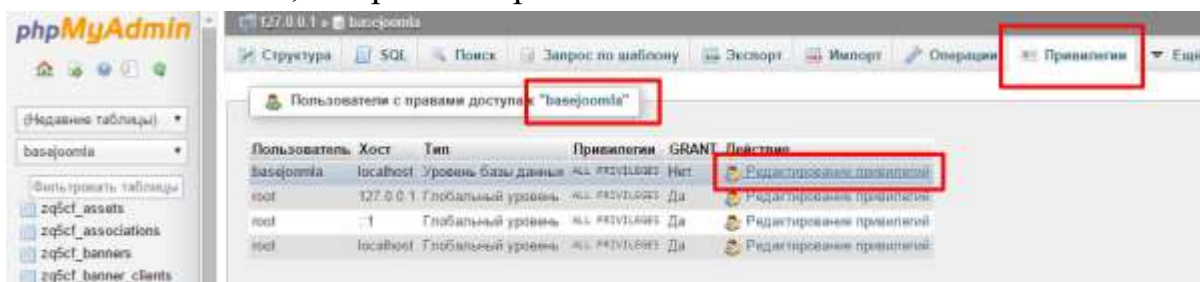 phpMyAdmin
127.0.0.1 » basejoomla
Структура SQL Поиск Запрос по шаблону Экспорт Импорт Операции Привилегии Ещё
Пользователи с правами доступа к "basejoomla"
(Недавние таблицы)
basejoomla
Фильтровать таблицы
zq5cf_assets
zq5cf_associations
zq5cf_banners
zq5cf_banner_clients
Пользователь Хост Тип Привилегии GRANT Действие
basejoomla localhost Уровень базы данных ALL PRIVILEGES Нет Редактирование привилегий
root 127.0.0.1 Глобальный уровень ALL PRIVILEGES Да Редактирование привилегий
root ::1 Глобальный уровень ALL PRIVILEGES Да Редактирование привилегий
root localhost Глобальный уровень ALL PRIVILEGES Да Редактирование привилегий